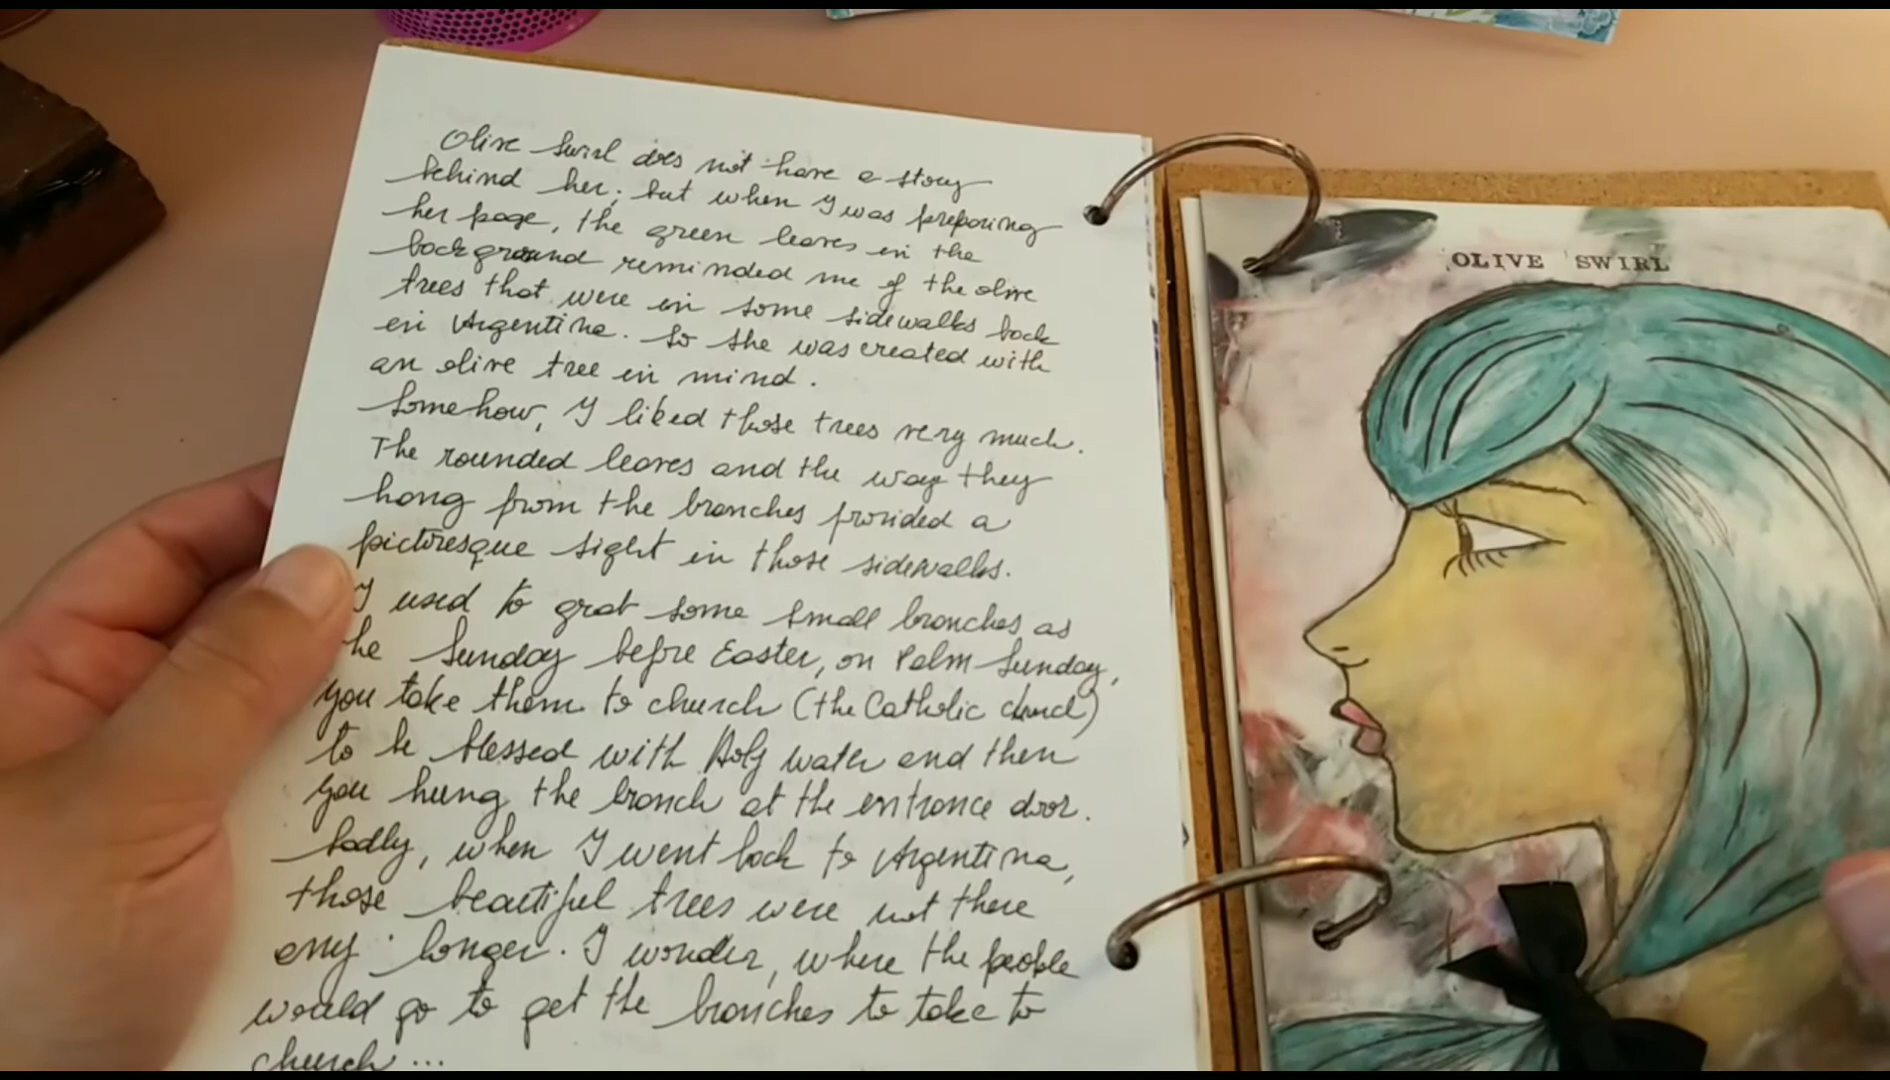 Olive Swirl does not have a story
behind her; but when I was preparing
her page, the green leaves in the
background reminded me of the olive
trees that were in some sidewalks back
in Argentina. So she was created with
an olive tree in mind.
Somehow, I liked those trees very much.
The rounded leaves and the way they
hang from the branches provided a
picturesque sight in those sidewalks.
I used to grab some small branches as
he Sunday before Easter, on Palm Sunday,
you take them to church (the Catholic church)
to be blessed with Holy water and then
you hung the branch at the entrance door.
Sadly, when I went back to Argentina,
those beautiful trees were not there
any longer. I wonder, where the people
would go to get the branches to take to
church...
OLIVE SWIRL